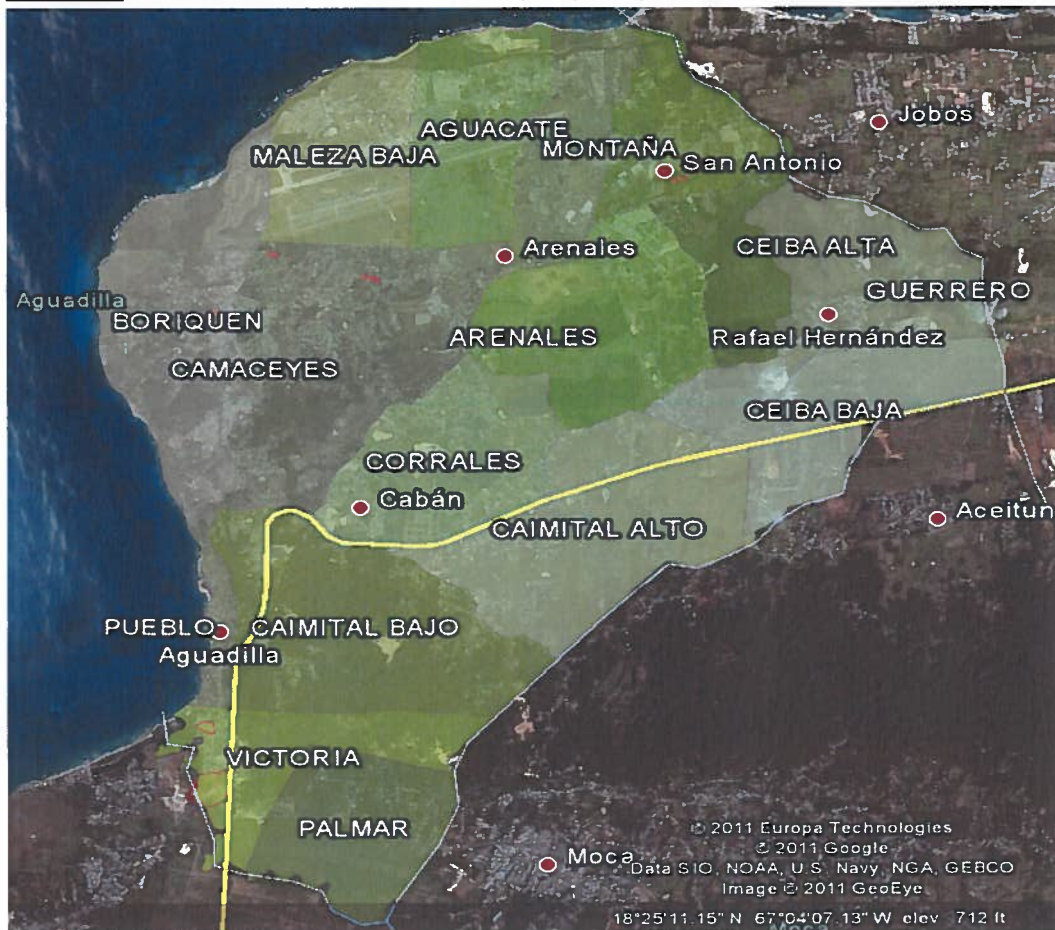 Jobos
AGUACATE
MALEZA BAJA
MONTAÑA
San Antonio
Arenales
CEIBA ALTA
GUERRERO
Aguadilla
BORIQUEN
ARENALES
Rafael Hernández
CAMACEYES
CEIBA BAJA
CORRALES
Cabán
Aceitun
CAIMITAL ALTO
PUEBLO
CAIMITAL BAJO
Aguadilla
VICTORIA
PALMAR
Moca
© 2011 Europa Technologies
© 2011 Google
Data SIO, NOAA, U.S. Navy, NGA, GEBCO
Image © 2011 GeoEye
18°25'11.15" N 67°04'07.13" W elev 712 ft
Moca